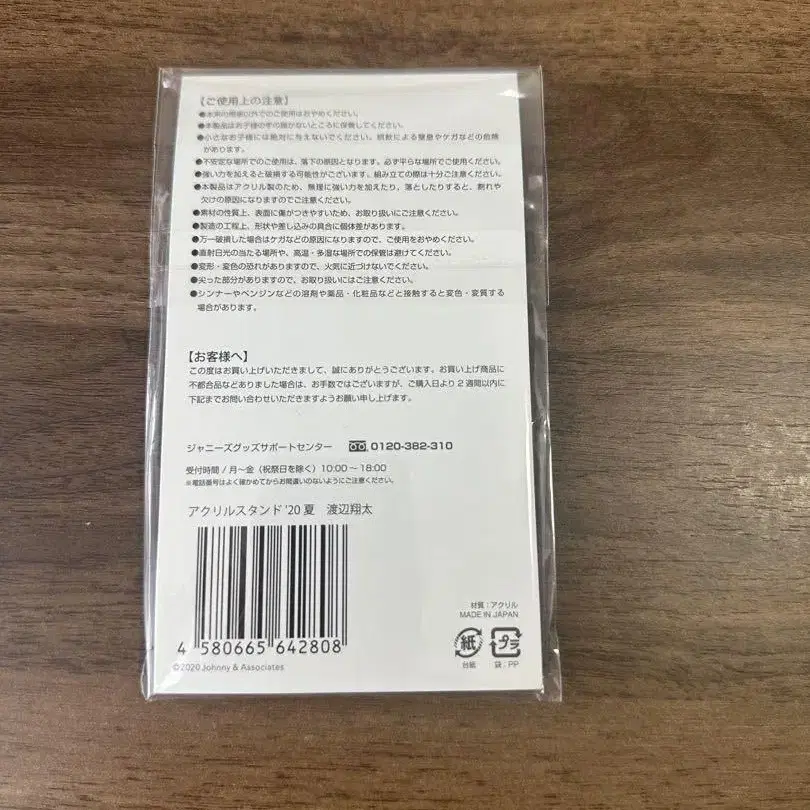 【ご使用上の注意】
●本来の用途以外でのご使用はおやめください。
●本製品はお子様の手の届かないところに保管してください。
●小さなお子様には絶対に与えないでください。誤飲による窒息やケガなどの危険
があります。
●不安定な場所でのご使用は、落下の原因となります。必ず平らな場所でご使用ください。
●強い力を加えると破損する可能性がございます。組み立ての際は十分ご注意ください。
●本製品はアクリル製のため、無理に強い力を加えたり、落としたりすると、割れや
欠けの原因になりますのでご注意ください。
●素材の性質上、表面に傷がつきやすいため、お取り扱いにご注意ください。
●製造の工程上、形状や差し込みの具合に個体差があります。
●万一破損した場合はケガなどの原因になりますので、ご使用をおやめください。
●直射日光の当たる場所や、高温・多湿な場所での保管は避けてください。
●変形・変色の恐れがありますので、火気に近づけないでください。
●尖った部分がありますので、お取り扱いにはご注意ください。
●シンナーやベンジンなどの溶剤や薬品・化粧品などと接触すると変色・変質する
場合があります。
【お客様へ】
この度はお買い上げいただきまして、誠にありがとうございます。お買い上げ商品に
不都合品などありました場合は、お手数ではございますが、ご購入日より2週間以内に
下記までお問い合わせいただきますようお願い申し上げます。
ジャニーズグッズサポートセンター 0120-382-310
受付時間/月〜金（祝祭日を除く）10:00〜18:00
※電話番号はよく確かめてからお間違いのないようにご注意ください。
アクリルスタンド '20 夏 渡辺翔太
4 580665 642808
©2020 Johnny & Associates
材質：アクリル
MADE IN JAPAN
紙 プラ
台紙 袋：PP